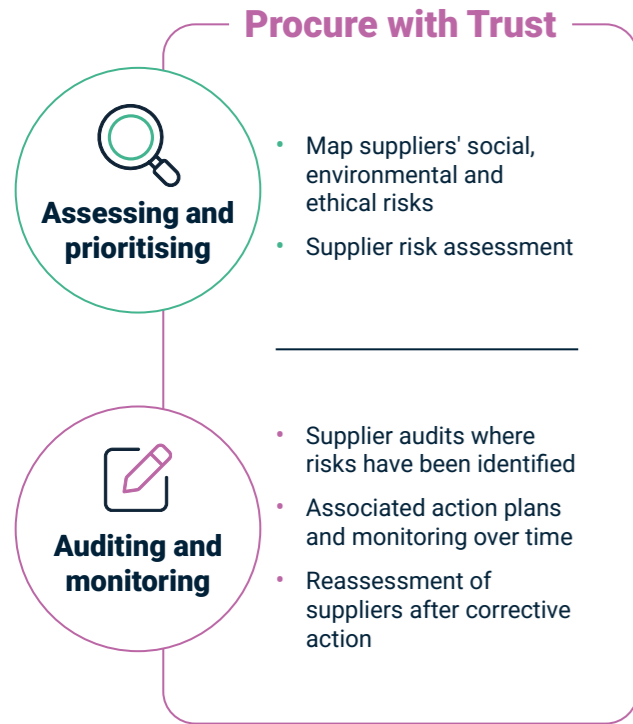 Procure with Trust
Assessing and
prioritising
• Map suppliers' social,
environmental and
ethical risks
• Supplier risk assessment
Auditing and
monitoring
• Supplier audits where
risks have been identified
• Associated action plans
and monitoring over time
• Reassessment of
suppliers after corrective
action